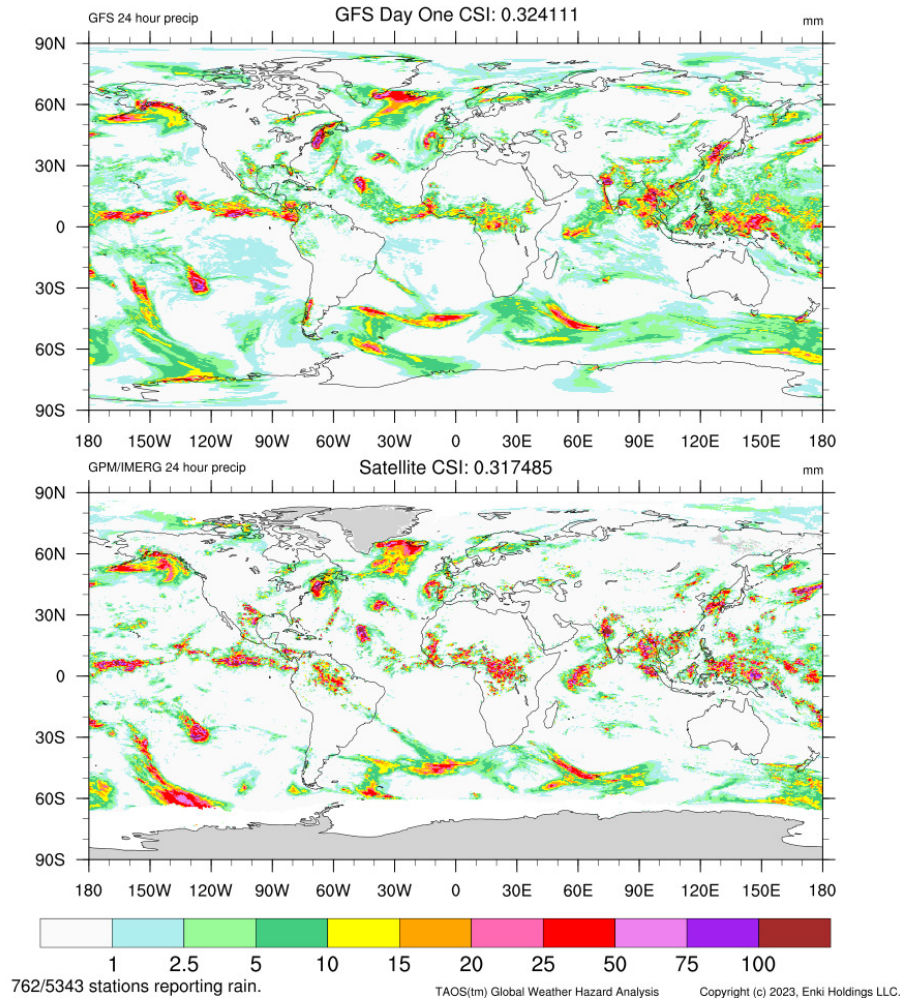 GFS 24 hour precip GFS Day One CSI: 0.324111 mm
90N
60N
30N
0
30S
60S
90S
180 150W 120W 90W 60W 30W 0 30E 60E 90E 120E 150E 180
GPM/IMERG 24 hour precip Satellite CSI: 0.317485 mm
90N
60N
30N
0
30S
60S
90S
180 150W 120W 90W 60W 30W 0 30E 60E 90E 120E 150E 180
1 2.5 5 10 15 20 25 50 75 100
762/5343 stations reporting rain. TAOS(tm) Global Weather Hazard Analysis Copyright (c) 2023, Enki Holdings LLC.